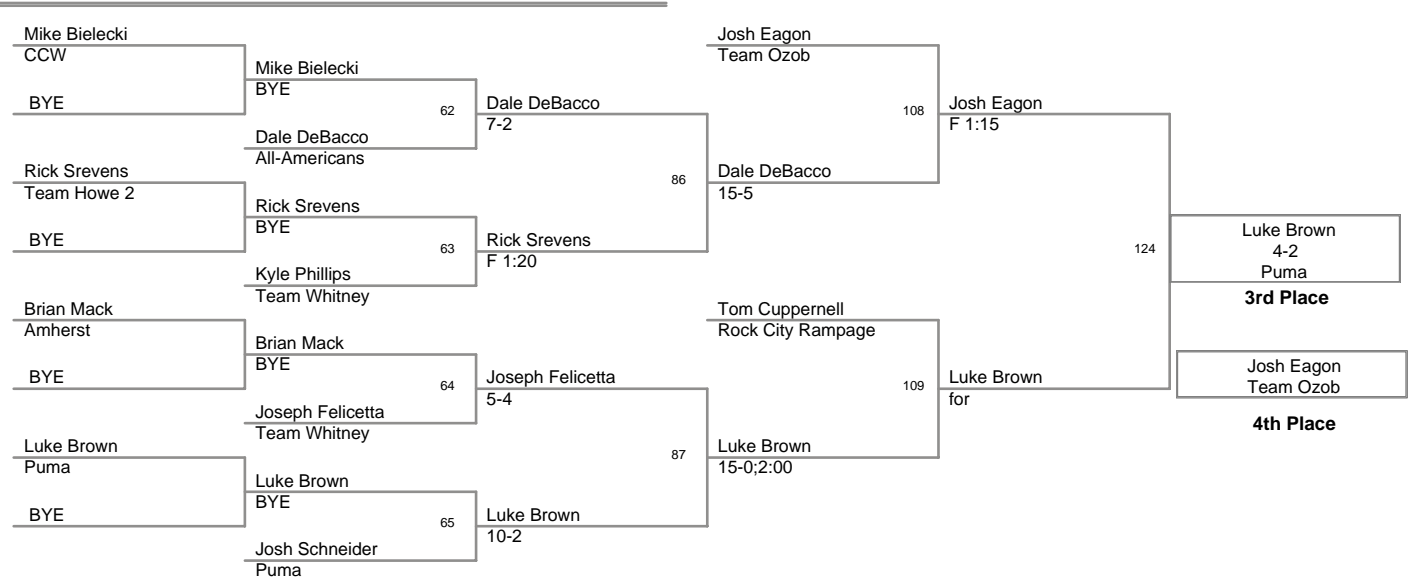 Mike Bielecki
CCW
BYE
Rick Srevens
Team Howe 2
BYE
Brian Mack
Amherst
BYE
Luke Brown
Puma
BYE
Mike Bielecki
BYE
62
Dale DeBacco
All-Americans
Rick Srevens
BYE
63
Kyle Phillips
Team Whitney
Brian Mack
BYE
64
Joseph Felicetta
Team Whitney
Luke Brown
BYE
65
Josh Schneider
Puma
Dale DeBacco
7-2
86
Rick Srevens
F 1:20
Joseph Felicetta
5-4
87
Luke Brown
10-2
Josh Eagon
Team Ozob
108
Dale DeBacco
15-5
Tom Cuppernell
Rock City Rampage
109
Luke Brown
15-0;2:00
Josh Eagon
F 1:15
124
Luke Brown
for
Luke Brown
4-2
Puma
3rd Place
Josh Eagon
Team Ozob
4th Place